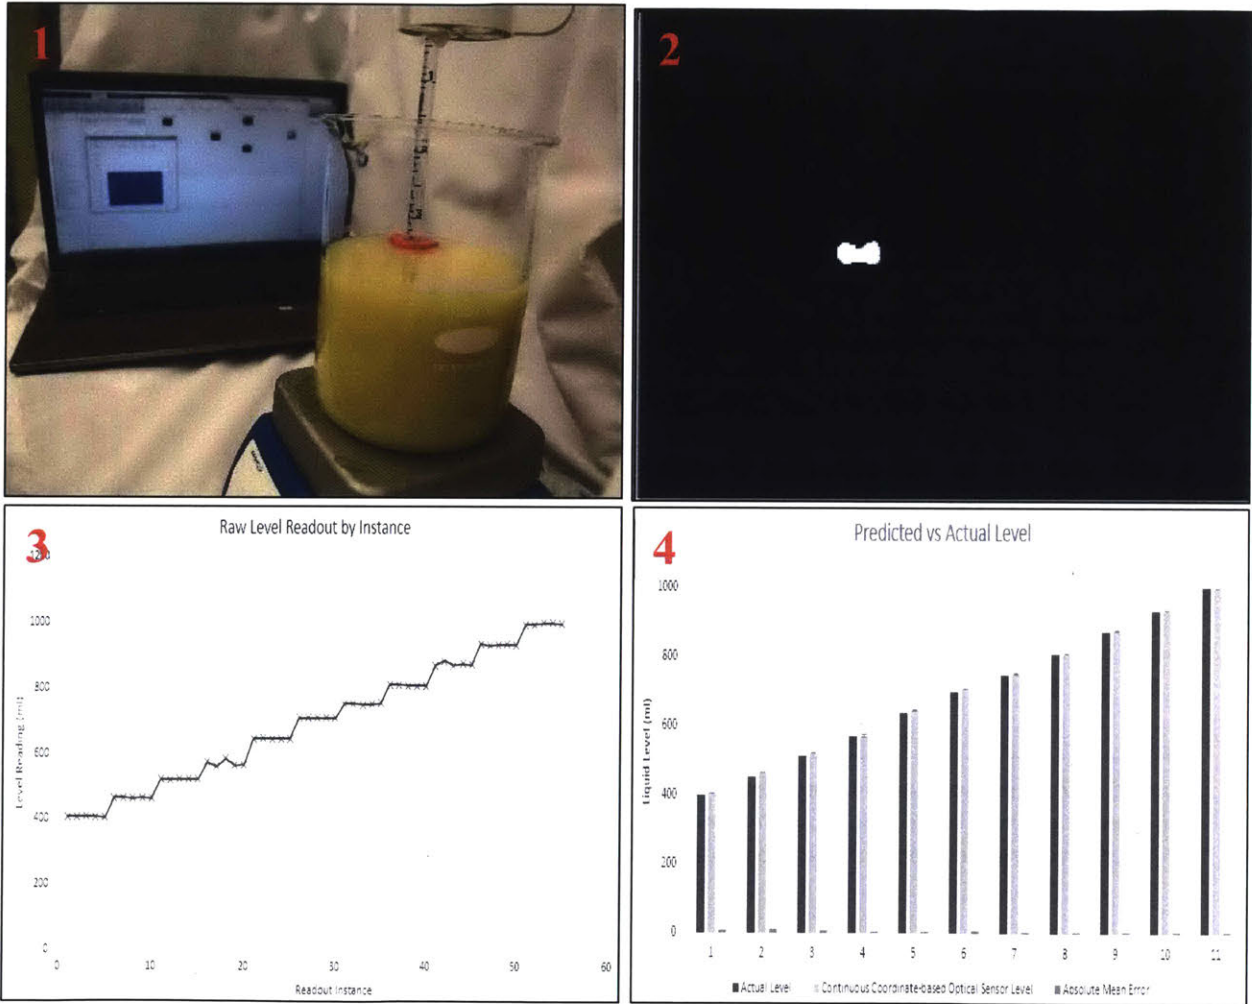 1
2
3
Raw Level Readout by Instance
1200
1000
800
600
400
200
0
Level Reading (ml)
0 10 20 30 40 50 60
Readout Instance
4
Predicted vs Actual Level
1000
800
600
400
200
0
Liquid Level (ml)
1 2 3 4 5 6 7 8 9 10 11
Actual Level Continuous Coordinate-based Optical Sensor Level Absolute Mean Error